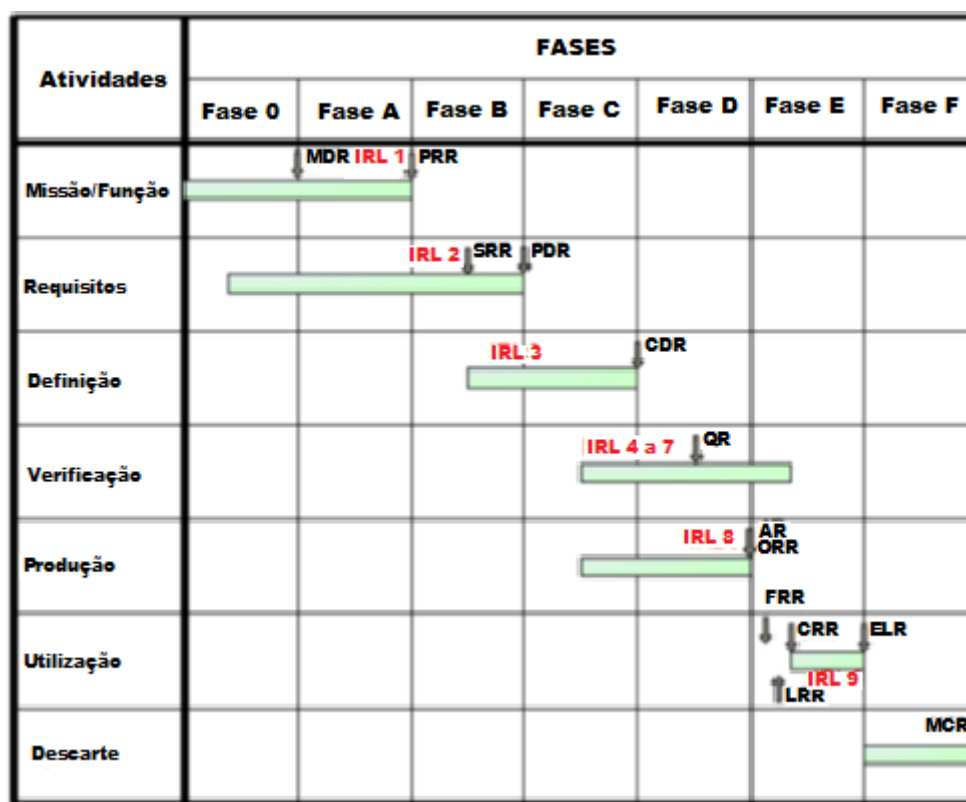 FASES
Atividades
Fase 0 Fase A Fase B Fase C Fase D Fase E Fase F
MDR IRL 1 PRR
Missão/Função
IRL 2 SRR PDR
Requisitos
IRL 3 CDR
Definição
IRL 4 a 7 QR
Verificação
IRL 8 AR
ORR
Produção
FRR
CRR ELR
Utilização
IRL 9
LRR
MCR
Descarte